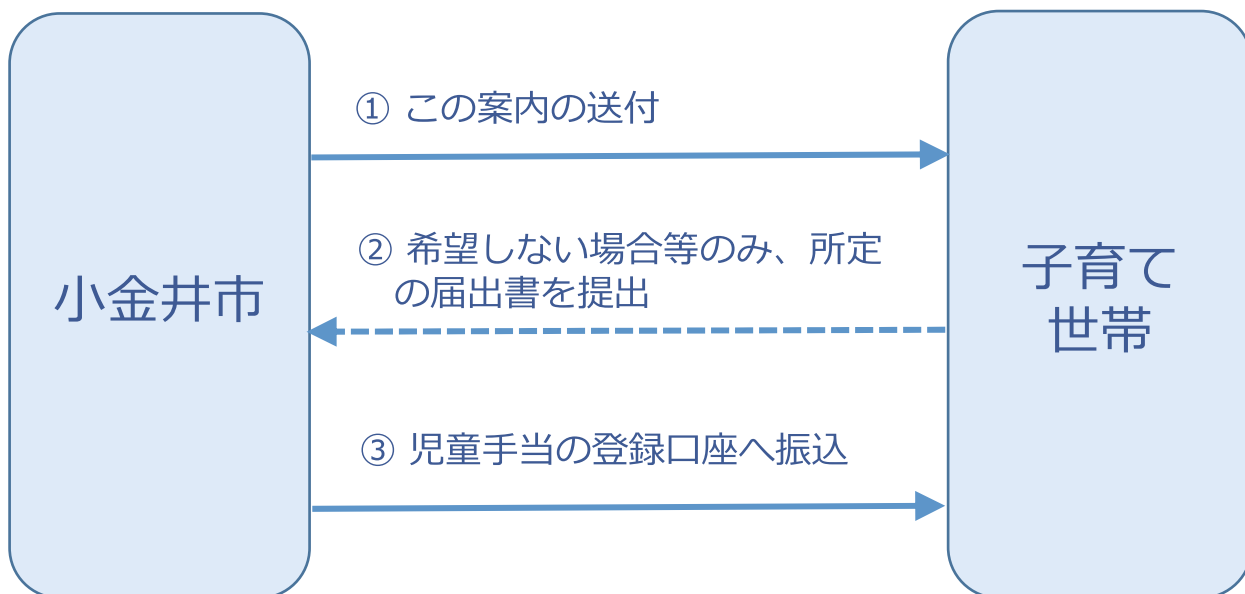 小金井市
① この案内の送付
② 希望しない場合等のみ、所定
の届出書を提出
③ 児童手当の登録口座へ振込
子育て
世帯